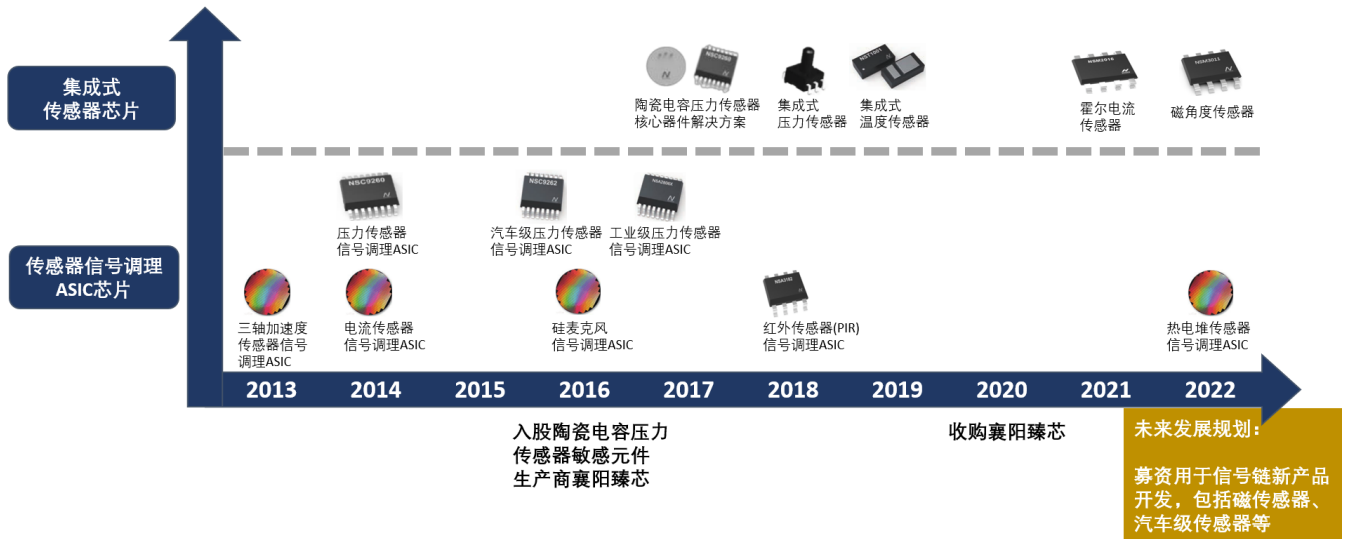 集成式
传感器芯片
NSC9260
NST1001
NSM2016
NSM3011
陶瓷电容压力传感器
核心器件解决方案
集成式
压力传感器
集成式
温度传感器
霍尔电流
传感器
磁角度传感器
传感器信号调理
ASIC芯片
NSC9260
NSC9262
压力传感器
信号调理ASIC
汽车级压力传感器
信号调理ASIC
工业级压力传感器
信号调理ASIC
三轴加速度
传感器信号
调理ASIC
电流传感器
信号调理ASIC
硅麦克风
信号调理ASIC
红外传感器(PIR)
信号调理ASIC
热电堆传感器
信号调理ASIC
2013 2014 2015 2016 2017 2018 2019 2020 2021 2022
入股陶瓷电容压力
传感器敏感元件
生产商襄阳臻芯
收购襄阳臻芯
未来发展规划：
募资用于信号链新产品
开发，包括磁传感器、
汽车级传感器等